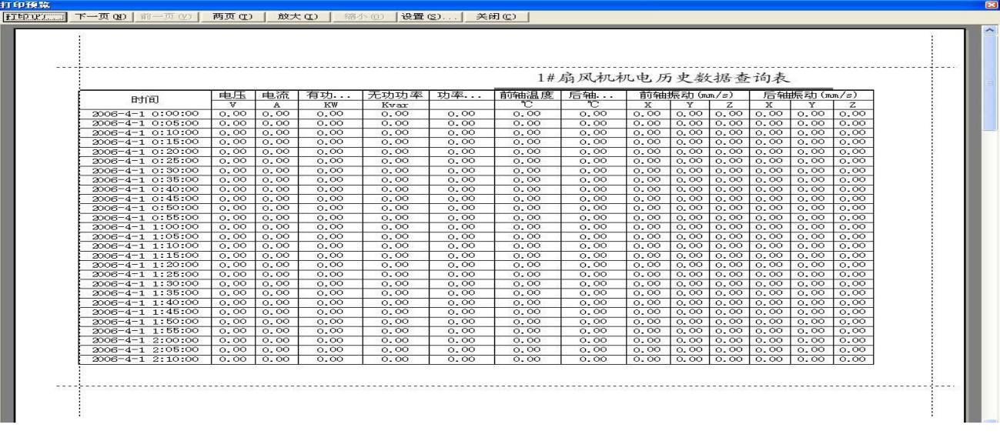 打印预览
打印(P)... 下一页(N) 前一页(V) 两页(T) 放大(I) 缩小(O) 设置(S)... 关闭(C)
1#扇风机机电历史数据查询表
时间 电压 电流 有功... 无功功率 功率... 前轴温度 后轴... 前轴振动(mm/s) 后轴振动(mm/s)
V A KW Kvar ℃ ℃ X Y Z X Y Z
2006-4-1 0:00:00 0.00 0.00 0.00 0.00 0.00 0.00 0.00 0.00 0.00 0.00 0.00 0.00 0.00
2006-4-1 0:05:00 0.00 0.00 0.00 0.00 0.00 0.00 0.00 0.00 0.00 0.00 0.00 0.00 0.00
2006-4-1 0:10:00 0.00 0.00 0.00 0.00 0.00 0.00 0.00 0.00 0.00 0.00 0.00 0.00 0.00
2006-4-1 0:15:00 0.00 0.00 0.00 0.00 0.00 0.00 0.00 0.00 0.00 0.00 0.00 0.00 0.00
2006-4-1 0:20:00 0.00 0.00 0.00 0.00 0.00 0.00 0.00 0.00 0.00 0.00 0.00 0.00 0.00
2006-4-1 0:25:00 0.00 0.00 0.00 0.00 0.00 0.00 0.00 0.00 0.00 0.00 0.00 0.00 0.00
2006-4-1 0:30:00 0.00 0.00 0.00 0.00 0.00 0.00 0.00 0.00 0.00 0.00 0.00 0.00 0.00
2006-4-1 0:35:00 0.00 0.00 0.00 0.00 0.00 0.00 0.00 0.00 0.00 0.00 0.00 0.00 0.00
2006-4-1 0:40:00 0.00 0.00 0.00 0.00 0.00 0.00 0.00 0.00 0.00 0.00 0.00 0.00 0.00
2006-4-1 0:45:00 0.00 0.00 0.00 0.00 0.00 0.00 0.00 0.00 0.00 0.00 0.00 0.00 0.00
2006-4-1 0:50:00 0.00 0.00 0.00 0.00 0.00 0.00 0.00 0.00 0.00 0.00 0.00 0.00 0.00
2006-4-1 0:55:00 0.00 0.00 0.00 0.00 0.00 0.00 0.00 0.00 0.00 0.00 0.00 0.00 0.00
2006-4-1 1:00:00 0.00 0.00 0.00 0.00 0.00 0.00 0.00 0.00 0.00 0.00 0.00 0.00 0.00
2006-4-1 1:05:00 0.00 0.00 0.00 0.00 0.00 0.00 0.00 0.00 0.00 0.00 0.00 0.00 0.00
2006-4-1 1:10:00 0.00 0.00 0.00 0.00 0.00 0.00 0.00 0.00 0.00 0.00 0.00 0.00 0.00
2006-4-1 1:15:00 0.00 0.00 0.00 0.00 0.00 0.00 0.00 0.00 0.00 0.00 0.00 0.00 0.00
2006-4-1 1:20:00 0.00 0.00 0.00 0.00 0.00 0.00 0.00 0.00 0.00 0.00 0.00 0.00 0.00
2006-4-1 1:25:00 0.00 0.00 0.00 0.00 0.00 0.00 0.00 0.00 0.00 0.00 0.00 0.00 0.00
2006-4-1 1:30:00 0.00 0.00 0.00 0.00 0.00 0.00 0.00 0.00 0.00 0.00 0.00 0.00 0.00
2006-4-1 1:35:00 0.00 0.00 0.00 0.00 0.00 0.00 0.00 0.00 0.00 0.00 0.00 0.00 0.00
2006-4-1 1:40:00 0.00 0.00 0.00 0.00 0.00 0.00 0.00 0.00 0.00 0.00 0.00 0.00 0.00
2006-4-1 1:45:00 0.00 0.00 0.00 0.00 0.00 0.00 0.00 0.00 0.00 0.00 0.00 0.00 0.00
2006-4-1 1:50:00 0.00 0.00 0.00 0.00 0.00 0.00 0.00 0.00 0.00 0.00 0.00 0.00 0.00
2006-4-1 1:55:00 0.00 0.00 0.00 0.00 0.00 0.00 0.00 0.00 0.00 0.00 0.00 0.00 0.00
2006-4-1 2:00:00 0.00 0.00 0.00 0.00 0.00 0.00 0.00 0.00 0.00 0.00 0.00 0.00 0.00
2006-4-1 2:05:00 0.00 0.00 0.00 0.00 0.00 0.00 0.00 0.00 0.00 0.00 0.00 0.00 0.00
2006-4-1 2:10:00 0.00 0.00 0.00 0.00 0.00 0.00 0.00 0.00 0.00 0.00 0.00 0.00 0.00